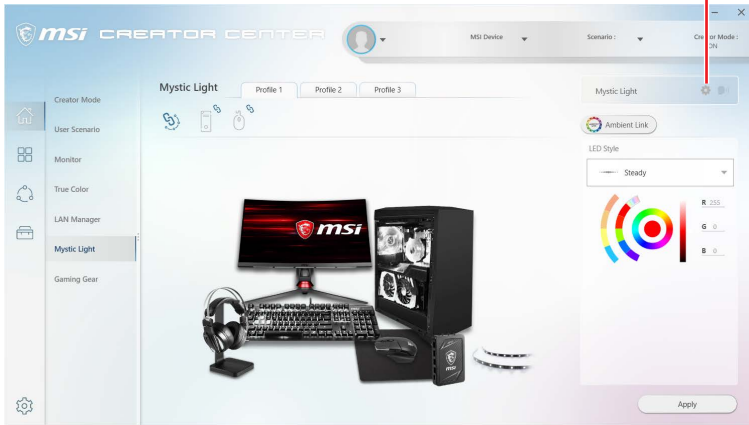 msi CREATOR CENTER
MSI Device
Scenario :
Creator Mode :
ON
Creator Mode
User Scenario
Monitor
True Color
LAN Manager
Mystic Light
Gaming Gear
Mystic Light
Profile 1
Profile 2
Profile 3
msi
msi
Mystic Light
Ambient Link
LED Style
Steady
R 255
G 0
B 0
Apply